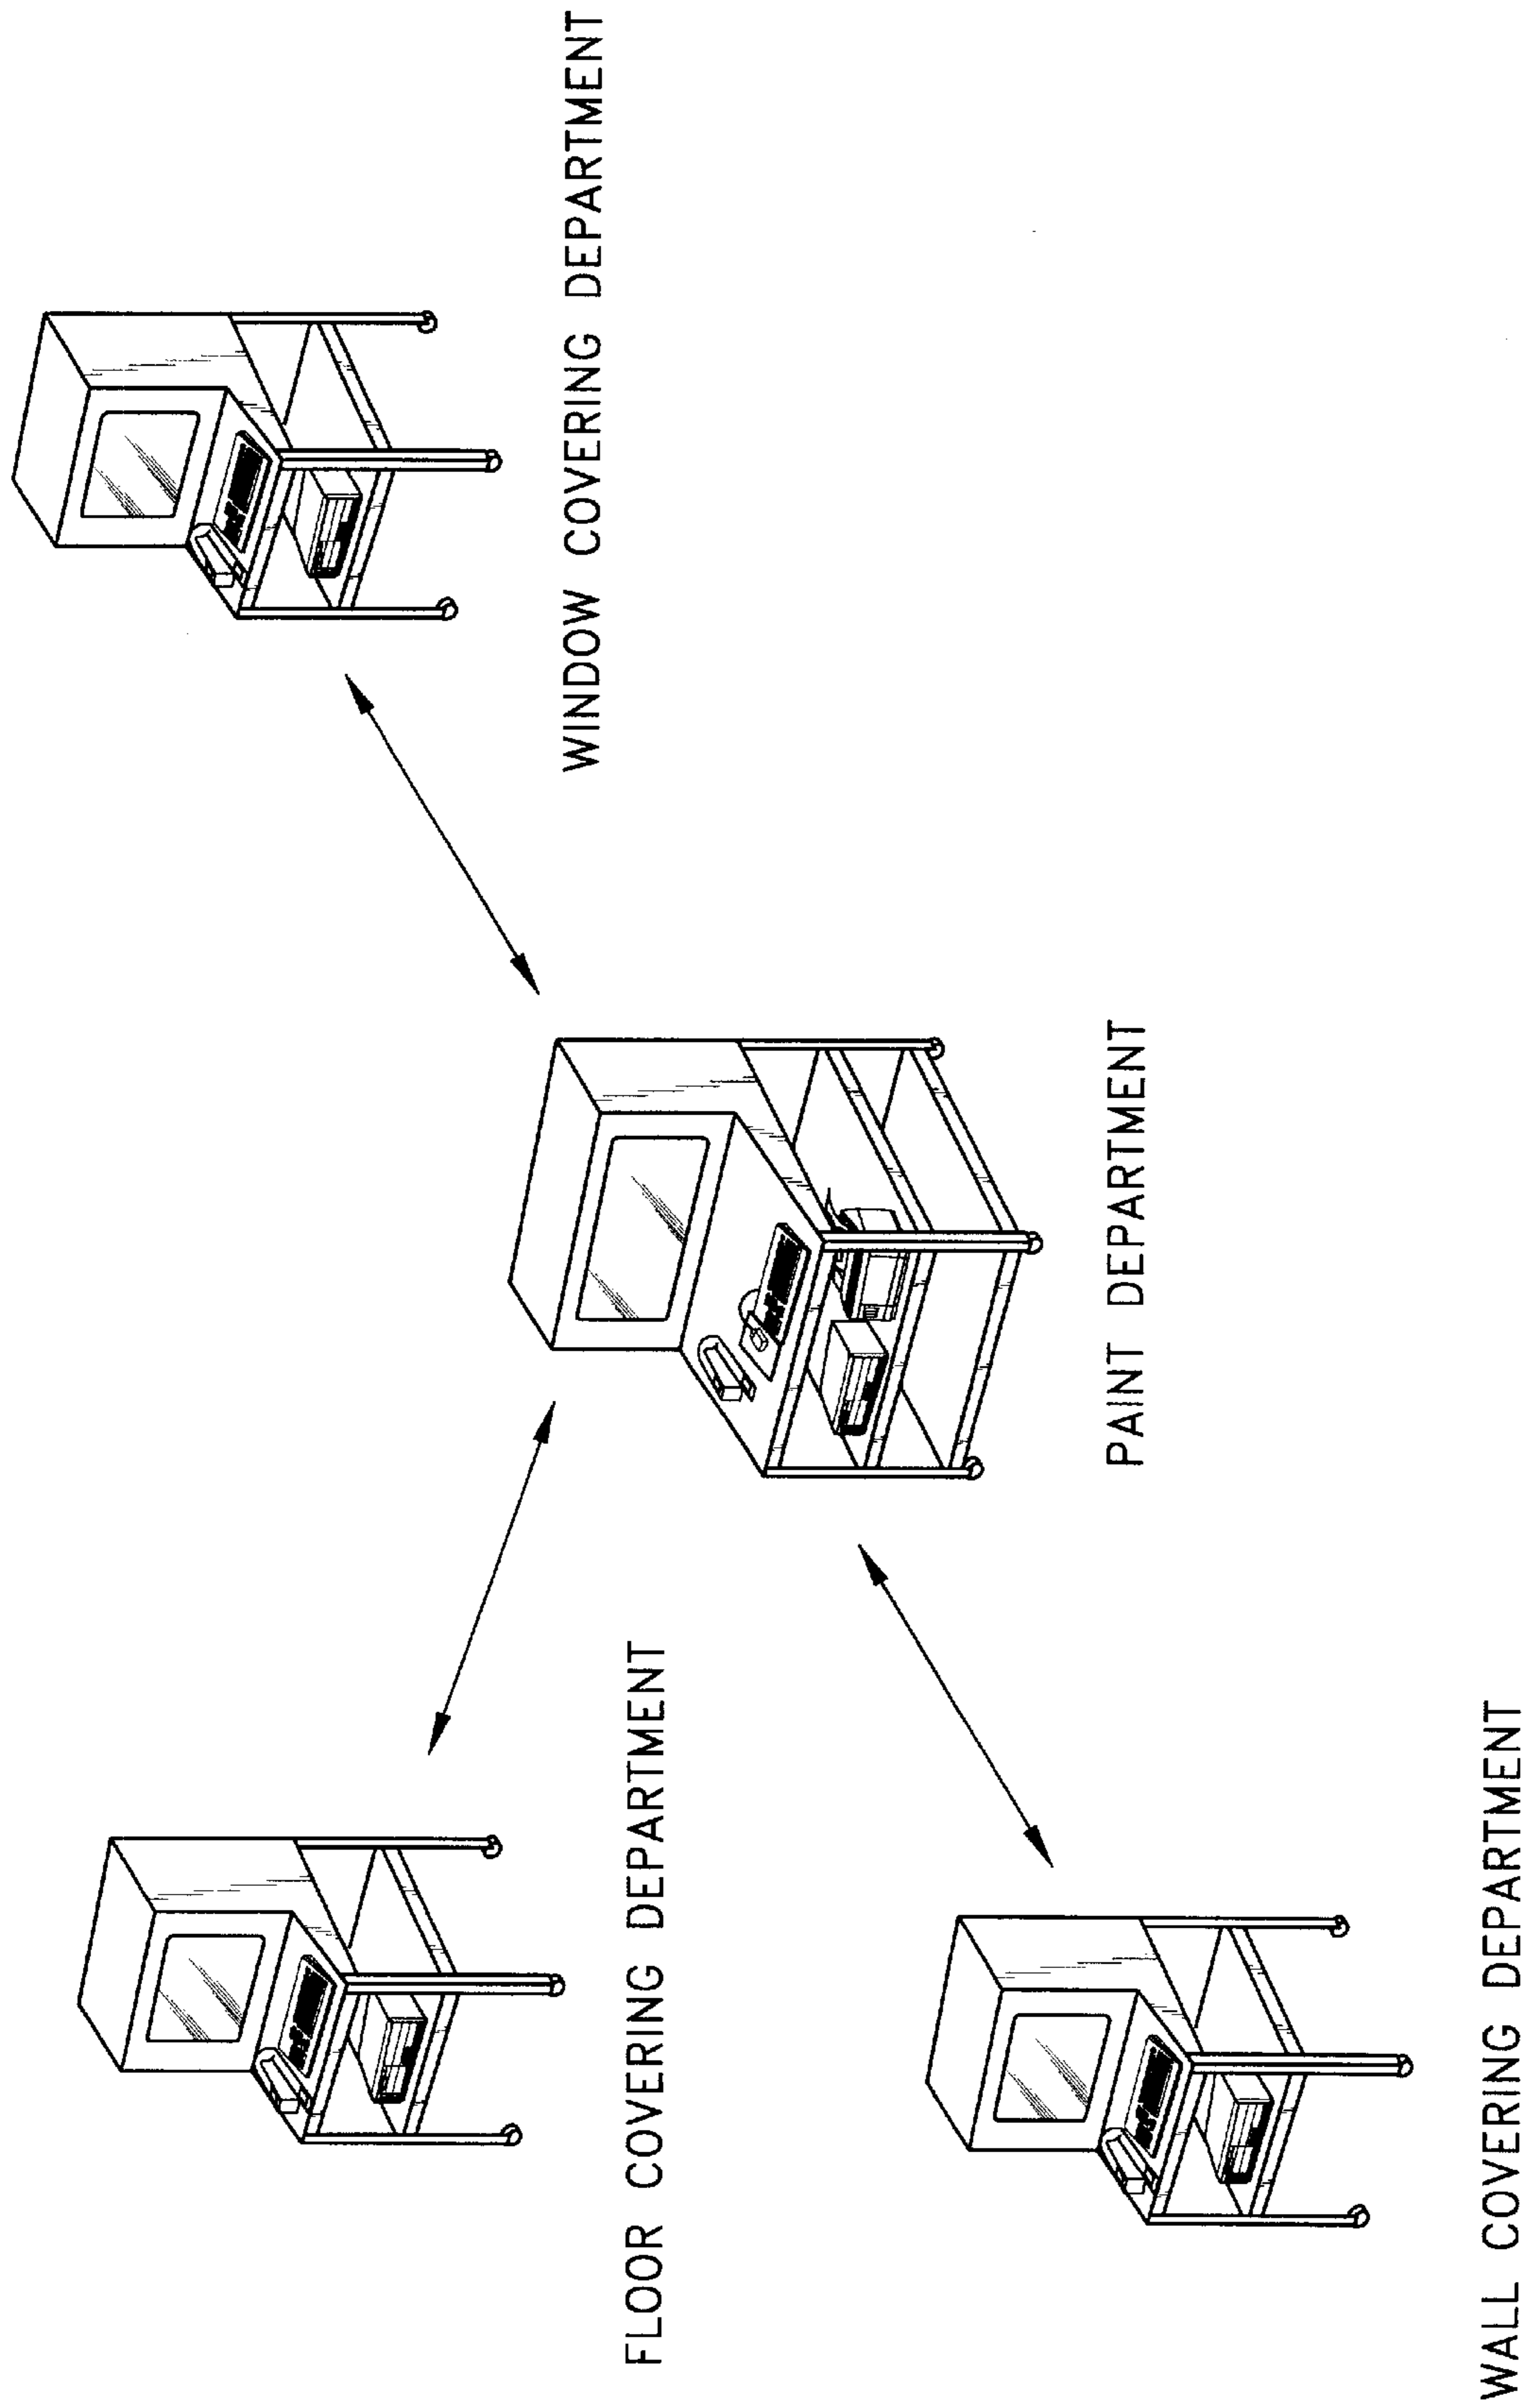 WINDOW COVERING DEPARTMENT
PAINT DEPARTMENT
FLOOR COVERING DEPARTMENT
WALL COVERING DEPARTMENT